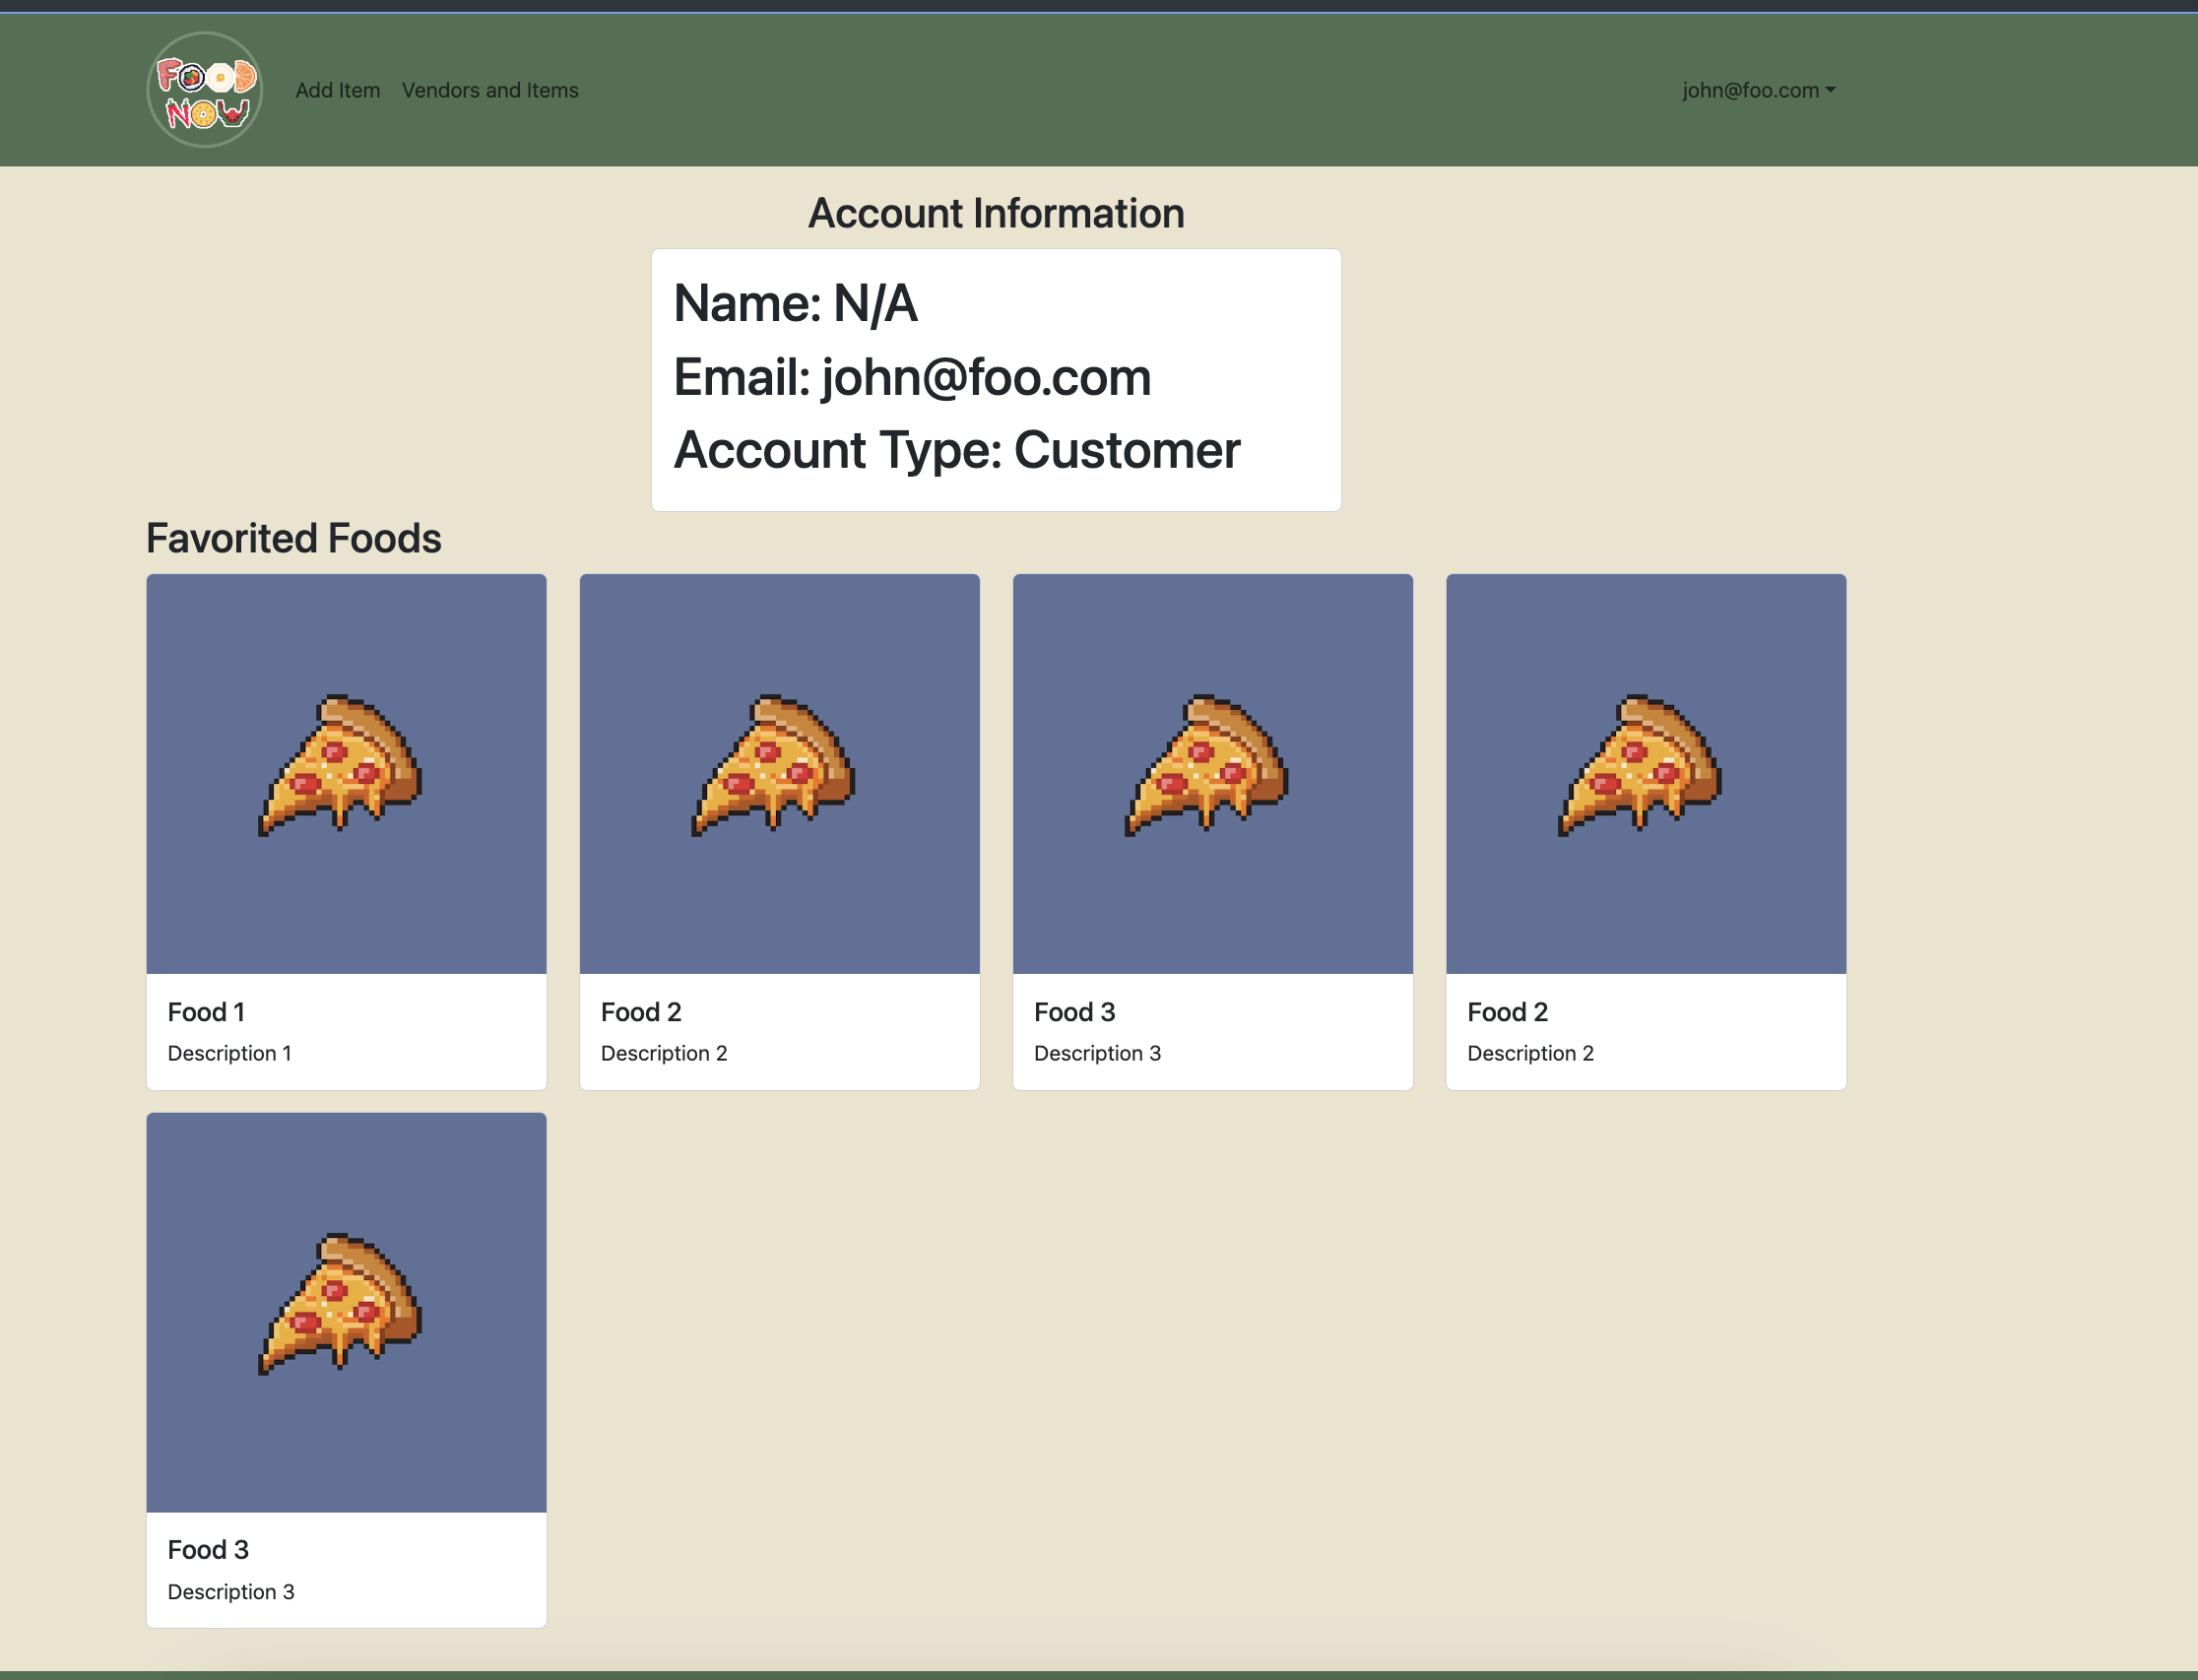 FOOD
NOW
Add Item
Vendors and Items
john@foo.com
Account Information
Name: N/A
Email: john@foo.com
Account Type: Customer
Favorited Foods
Food 1
Description 1
Food 2
Description 2
Food 3
Description 3
Food 2
Description 2
Food 3
Description 3